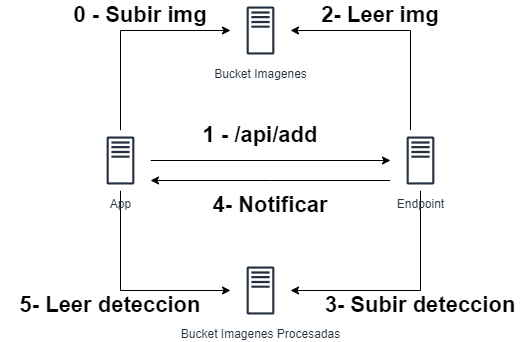 0 - Subir img
2- Leer img
Bucket Imagenes
1 - /api/add
App
4- Notificar
Endpoint
5- Leer deteccion
3- Subir deteccion
Bucket Imagenes Procesadas